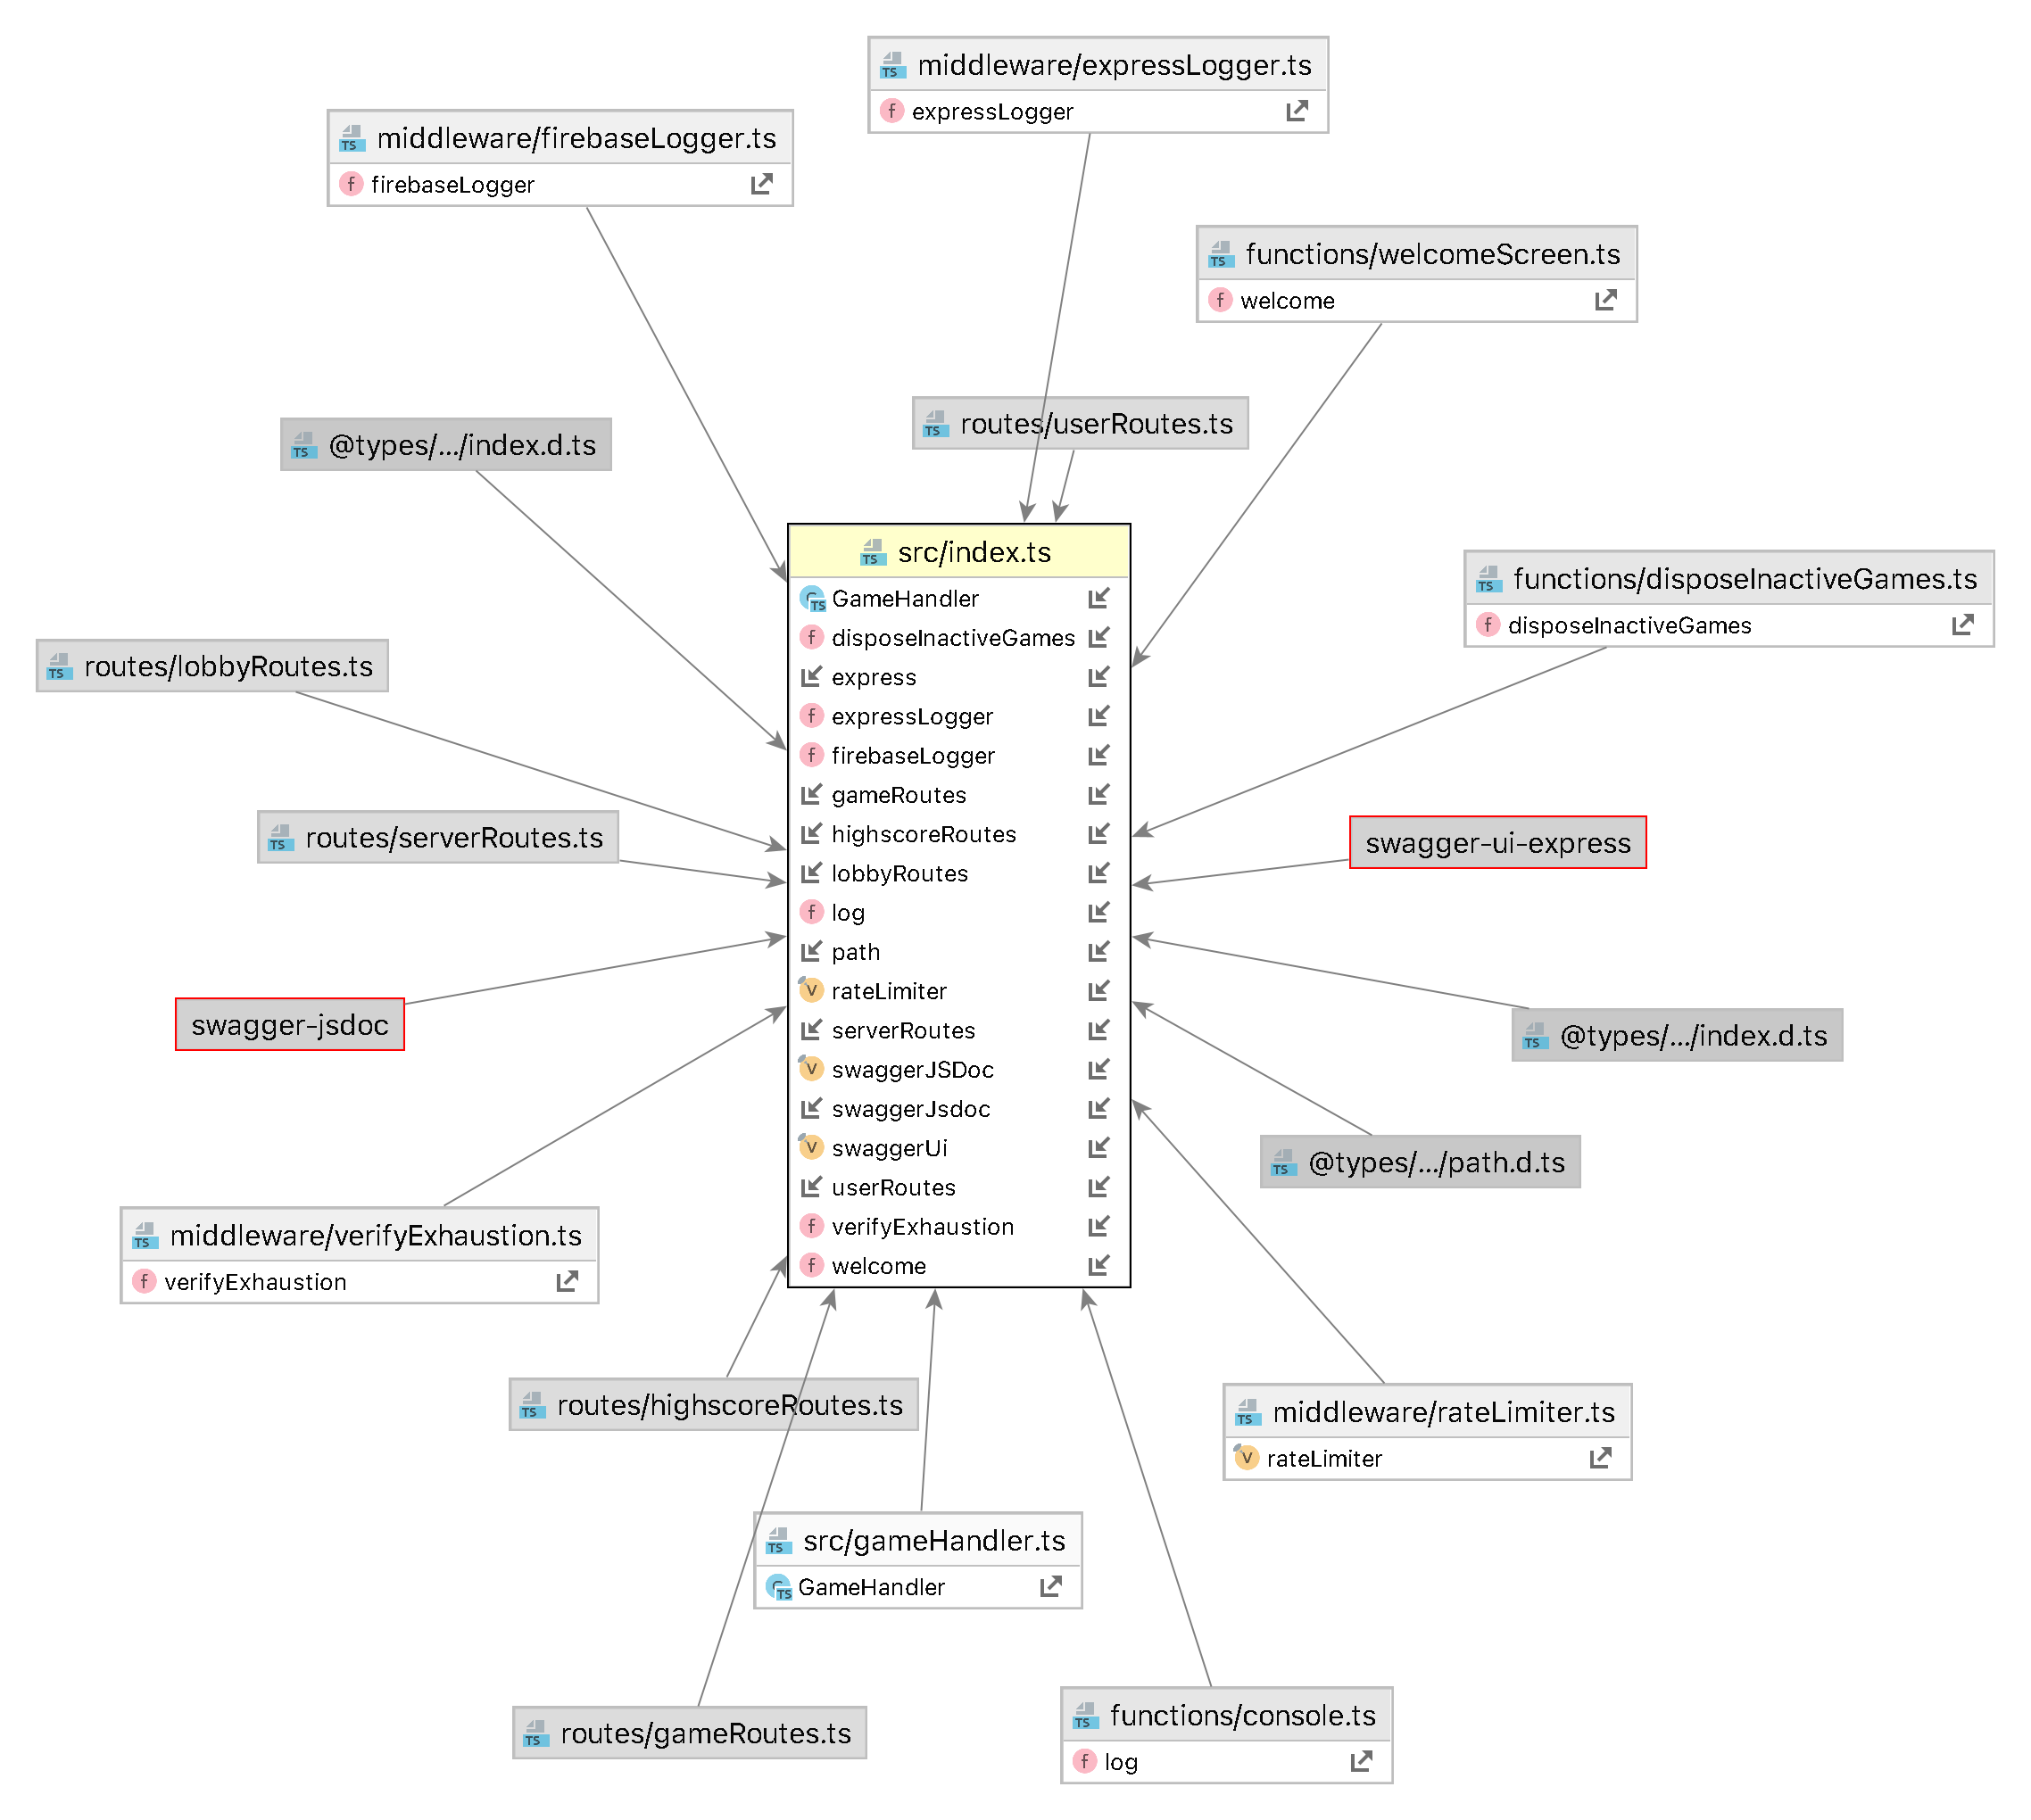 middleware/expressLogger.ts
expressLogger
middleware/firebaseLogger.ts
firebaseLogger
functions/welcomeScreen.ts
welcome
@types/.../index.d.ts
routes/userRoutes.ts
src/index.ts
GameHandler
disposeInactiveGames
express
expressLogger
firebaseLogger
gameRoutes
highscoreRoutes
lobbyRoutes
log
path
rateLimiter
serverRoutes
swaggerJSDoc
swaggerJsdoc
swaggerUi
userRoutes
verifyExhaustion
welcome
functions/disposeInactiveGames.ts
disposeInactiveGames
routes/lobbyRoutes.ts
routes/serverRoutes.ts
swagger-ui-express
swagger-jsdoc
@types/.../index.d.ts
@types/.../path.d.ts
middleware/verifyExhaustion.ts
verifyExhaustion
routes/highscoreRoutes.ts
middleware/rateLimiter.ts
rateLimiter
src/gameHandler.ts
GameHandler
routes/gameRoutes.ts
functions/console.ts
log